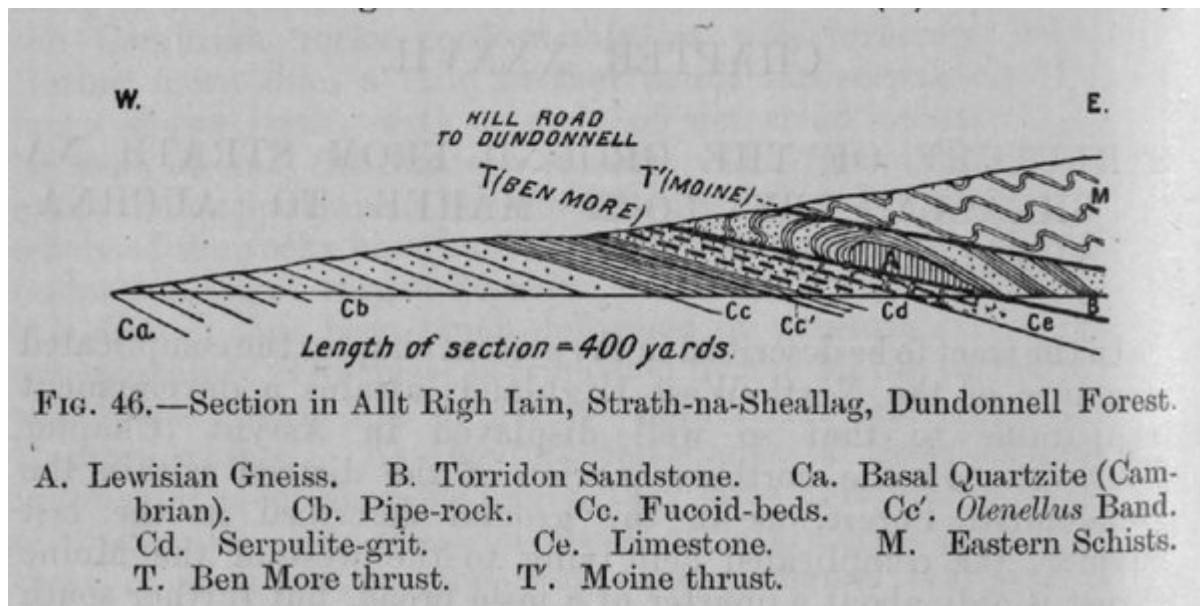 W.
E.
HILL ROAD
TO DUNDONNELL
T(BEN MORE)
T'(MOINE)
M
A
B
Ca
Cb
Cc
Cc'
Cd
Ce
Length of section = 400 yards.
FIG. 46.—Section in Allt Righ Iain, Strath-na-Sheallag, Dundonnell Forest.
A. Lewisian Gneiss. B. Torridon Sandstone. Ca. Basal Quartzite (Cam-
brian). Cb. Pipe-rock. Cc. Fucoid-beds. Cc'. Olenellus Band.
Cd. Serpulite-grit. Ce. Limestone. M. Eastern Schists.
T. Ben More thrust. T'. Moine thrust.